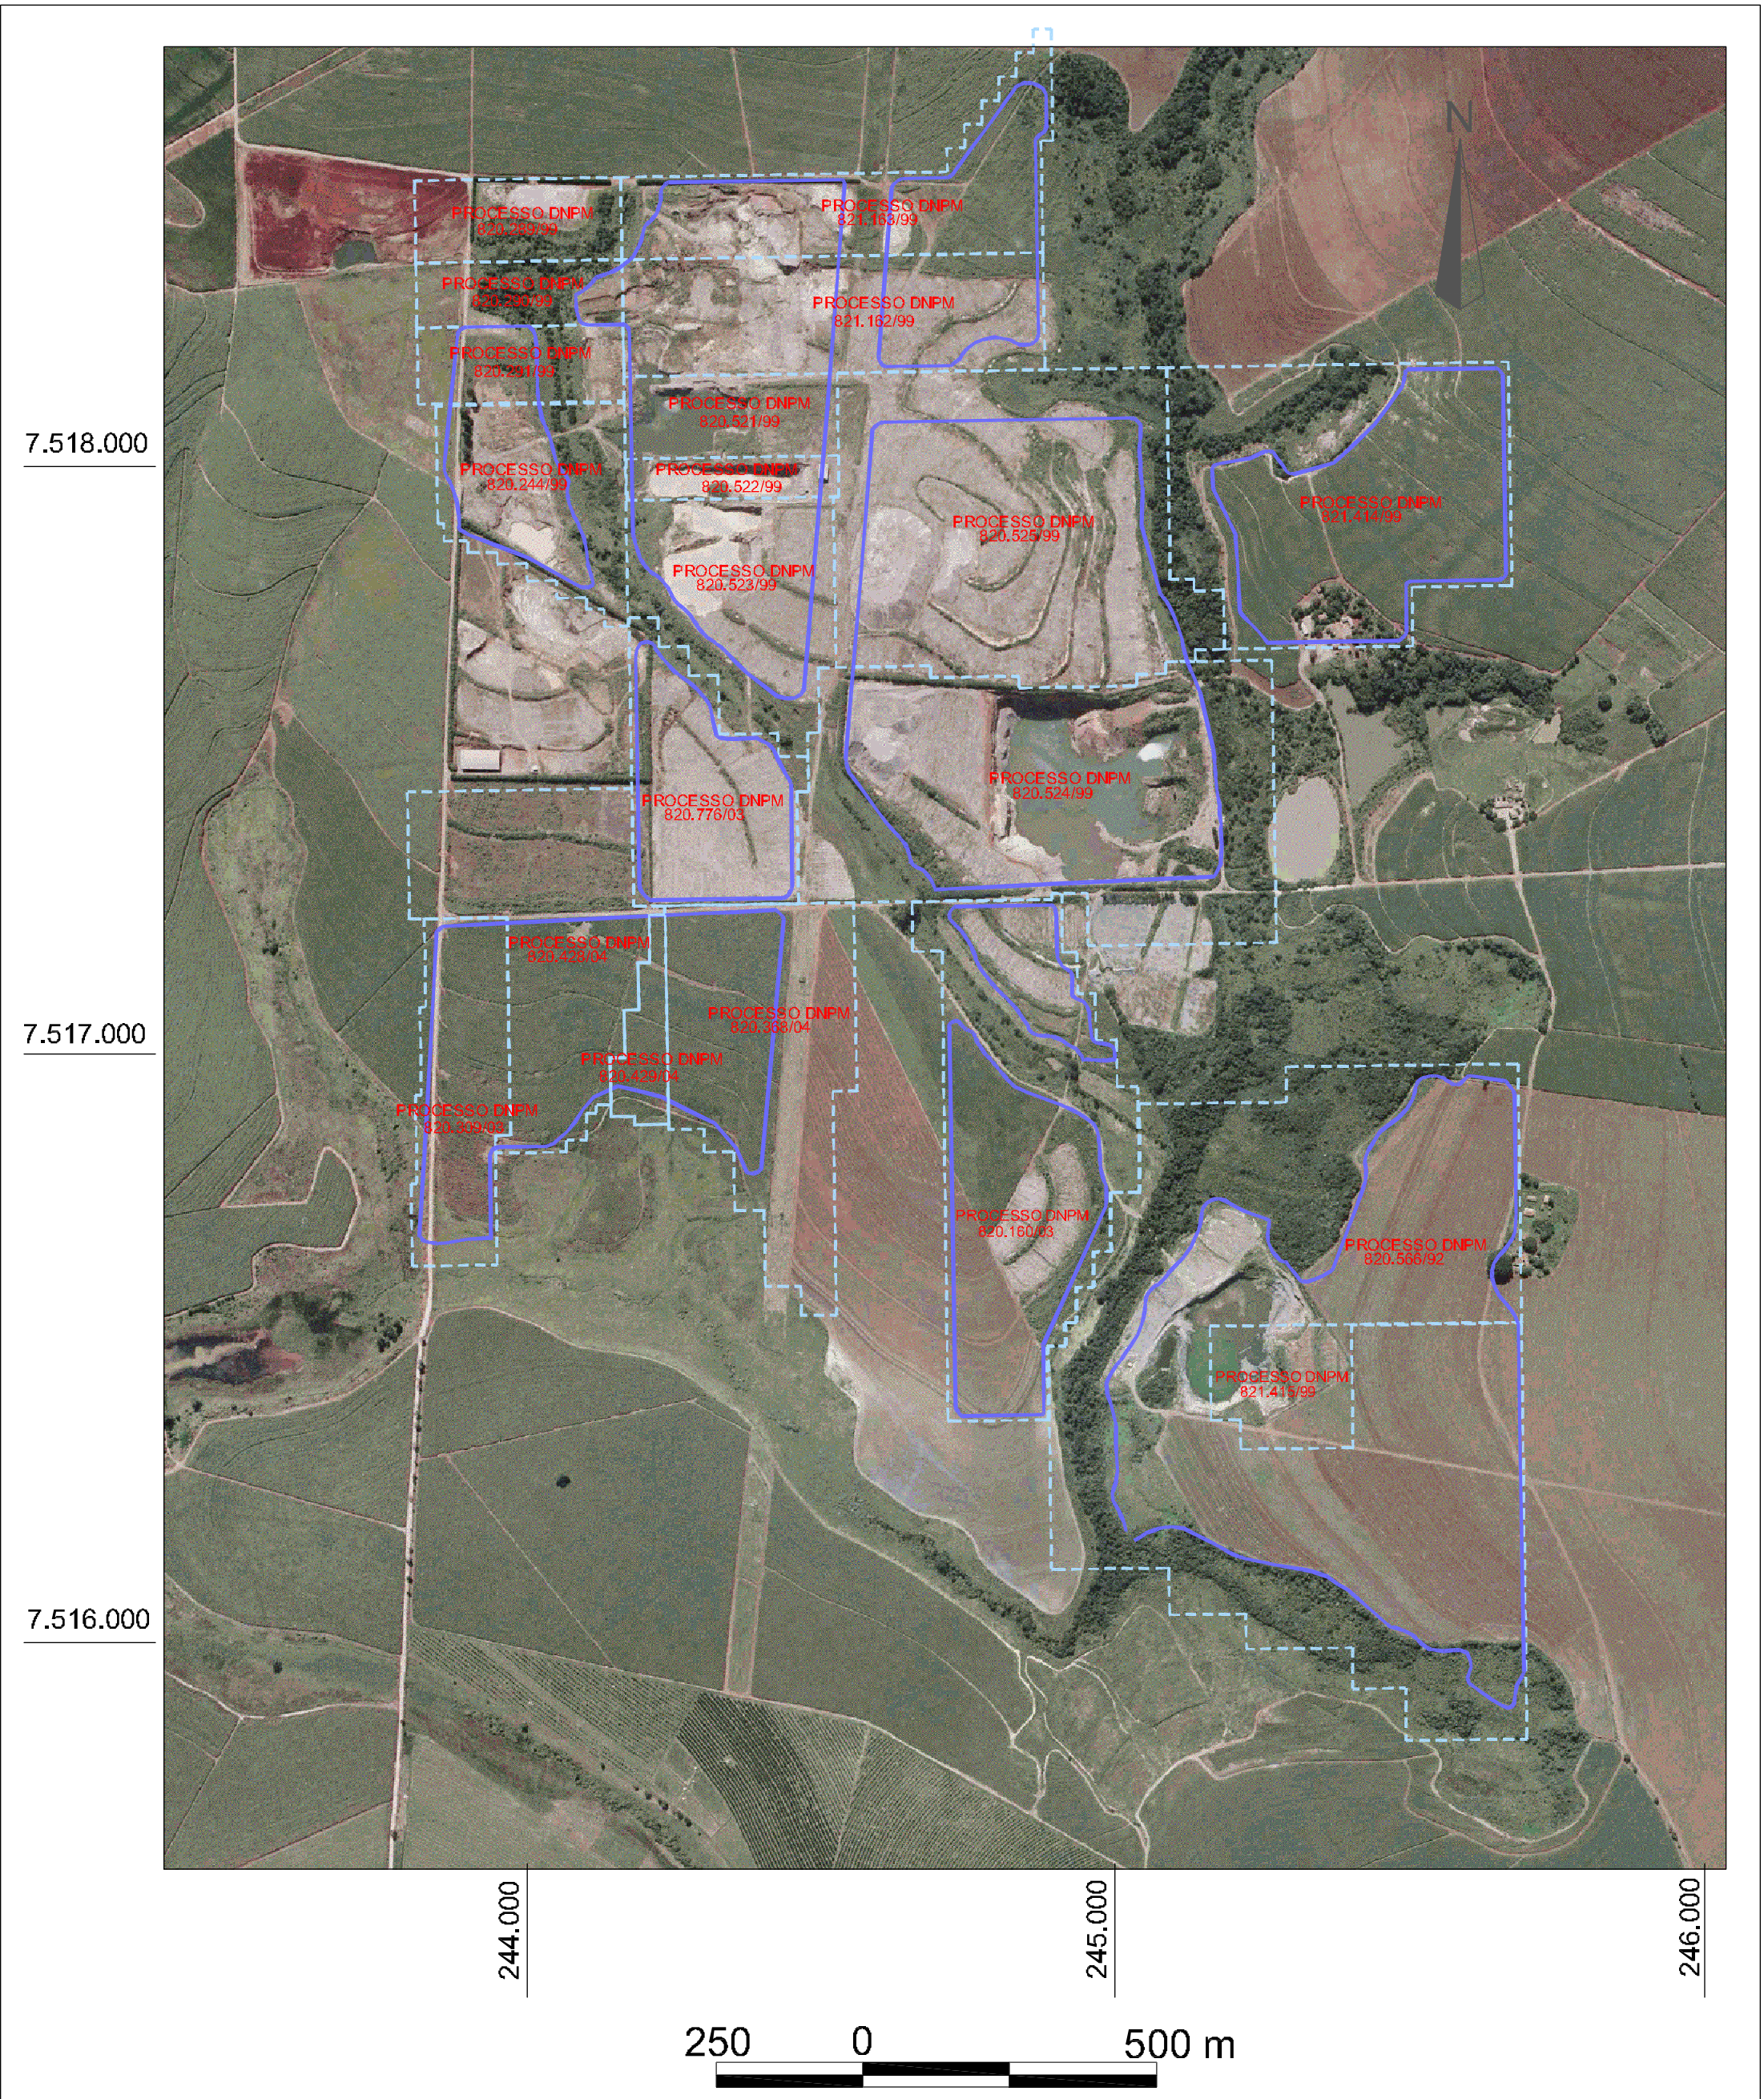 N
PROCESSO DNPM
820.289/99
PROCESSO DNPM
821.163/99
PROCESSO DNPM
820.290/99
PROCESSO DNPM
821.162/99
PROCESSO DNPM
820.291/99
PROCESSO DNPM
820.521/99
7.518.000
PROCESSO DNPM
820.244/99
PROCESSO DNPM
820.522/99
PROCESSO DNPM
821.414/99
PROCESSO DNPM
820.525/99
PROCESSO DNPM
820.523/99
PROCESSO DNPM
820.524/99
PROCESSO DNPM
820.776/03
PROCESSO DNPM
820.428/04
PROCESSO DNPM
820.368/04
7.517.000
PROCESSO DNPM
820.429/04
PROCESSO DNPM
PROCESSO DNPM
820.160/03
PROCESSO DNPM
820.566/92
PROCESSO DNPM
821.415/99
7.516.000
244.000
245.000
246.000
250 0 500 m